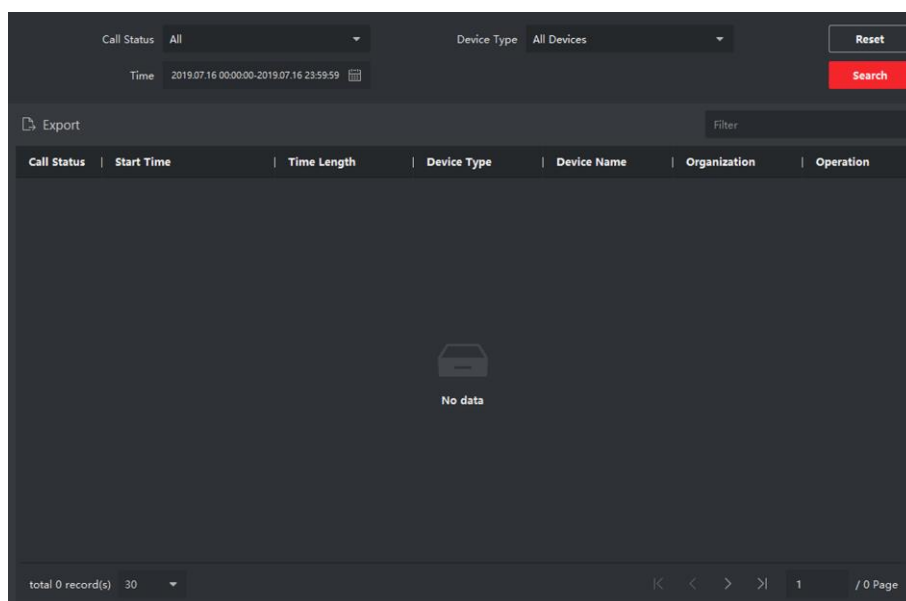 Call Status All Device Type All Devices Reset
Time 2019.07.16 00:00:00-2019.07.16 23:59:59 Search
Export Filter
Call Status | Start Time | Time Length | Device Type | Device Name | Organization | Operation
No data
total 0 record(s) 30 1 / 0 Page